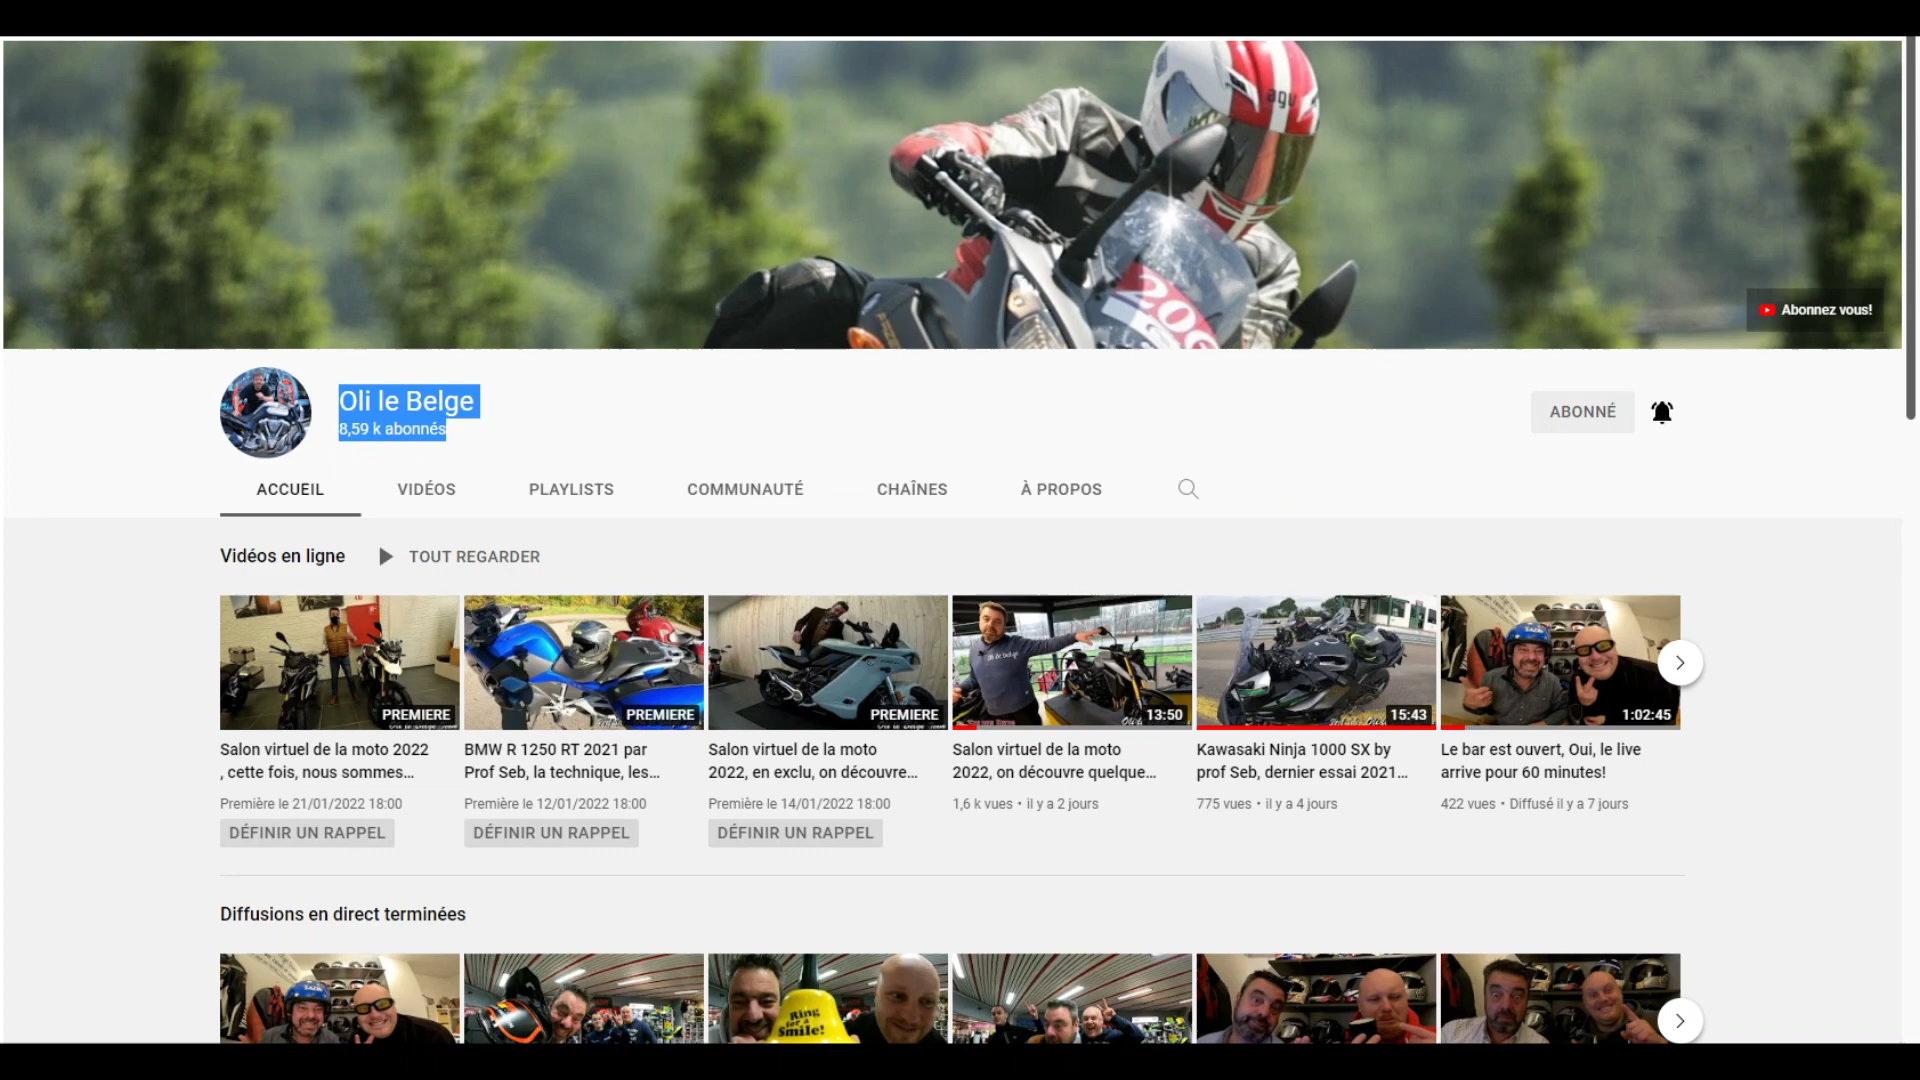 agv
206
Abonnez vous!
Oli le Belge
8,59 k abonnés
ABONNÉ
ACCUEIL
VIDÉOS
PLAYLISTS
COMMUNAUTÉ
CHAÎNES
À PROPOS
Vidéos en ligne
TOUT REGARDER
PREMIERE
PREMIERE
PREMIERE
13:50
15:43
1:02:45
Salon virtuel de la moto 2022
, cette fois, nous sommes...
Première le 21/01/2022 18:00
DÉFINIR UN RAPPEL
BMW R 1250 RT 2021 par
Prof Seb, la technique, les...
Première le 12/01/2022 18:00
DÉFINIR UN RAPPEL
Salon virtuel de la moto
2022, en exclu, on découvre...
Première le 14/01/2022 18:00
DÉFINIR UN RAPPEL
Salon virtuel de la moto
2022, on découvre quelque...
1,6 k vues • il y a 2 jours
Kawasaki Ninja 1000 SX by
prof Seb, dernier essai 2021...
775 vues • il y a 4 jours
Le bar est ouvert, Oui, le live
arrive pour 60 minutes!
422 vues • Diffusé il y a 7 jours
Diffusions en direct terminées
Ring
for a
Smile!